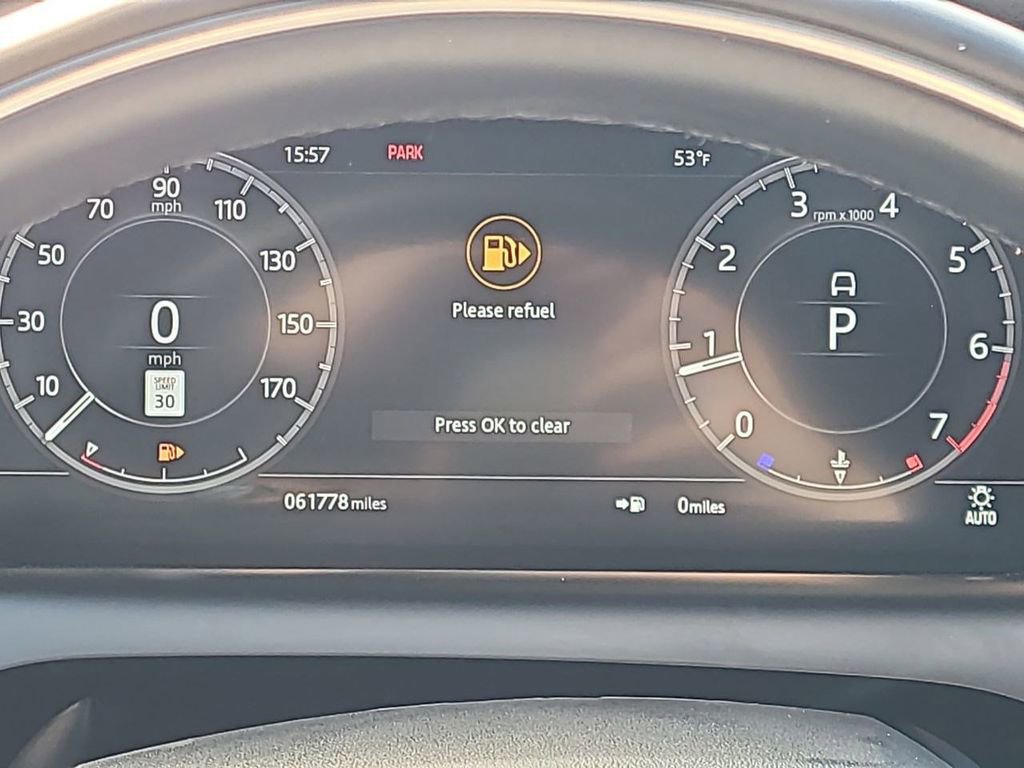 15:57
PARK
53°F
90
mph
70
110
50
130
30
150
10
170
0
mph
SPEED
LIMIT
30
Please refuel
Press OK to clear
3
rpm x 1000
4
2
5
1
6
0
7
P
061778 miles
0 miles
AUTO